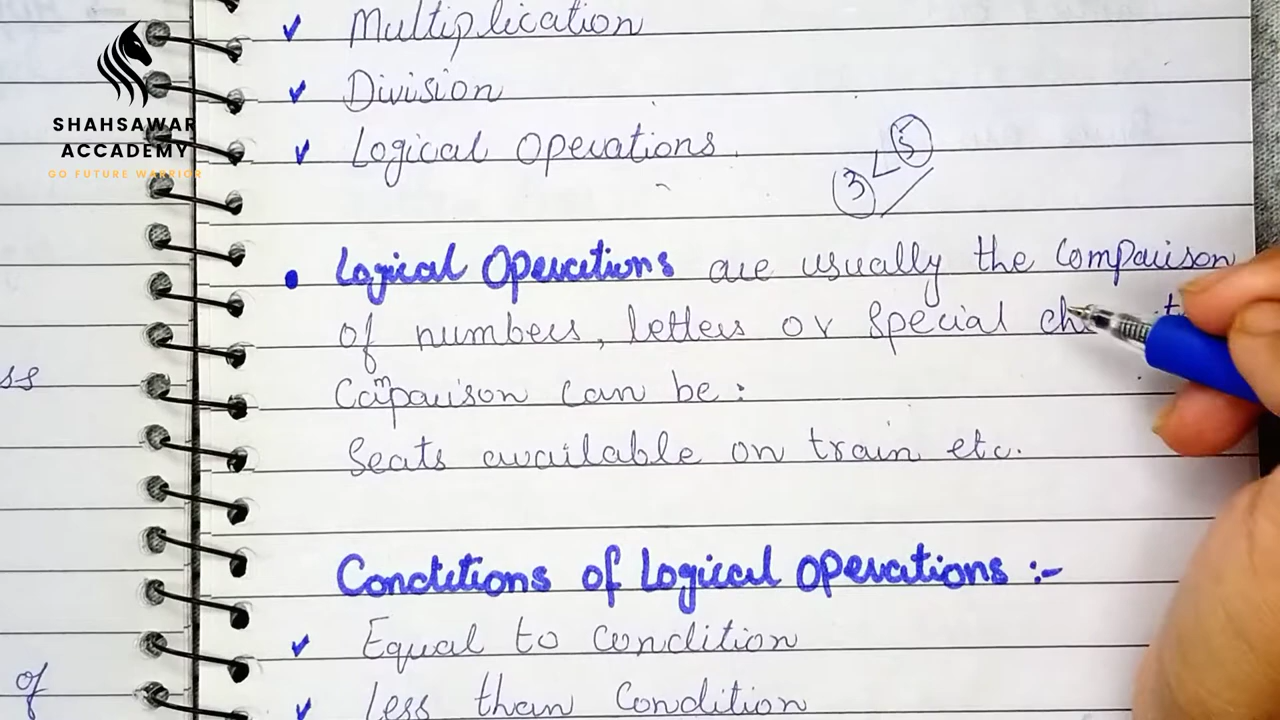 ✓ Multiplication
✓ Division
✓ Logical Operations
3 < 5
• Logical Operations are usually the Comparison
of numbers, letters or Special
Comparison Can be:
Seats available on train etc.
Conditions of Logical Operations :-
✓ Equal to Condition
✓ Less than Condition
SHAHSAWAR
ACCADEMY
GO FUTURE WARRIOR
ss
of